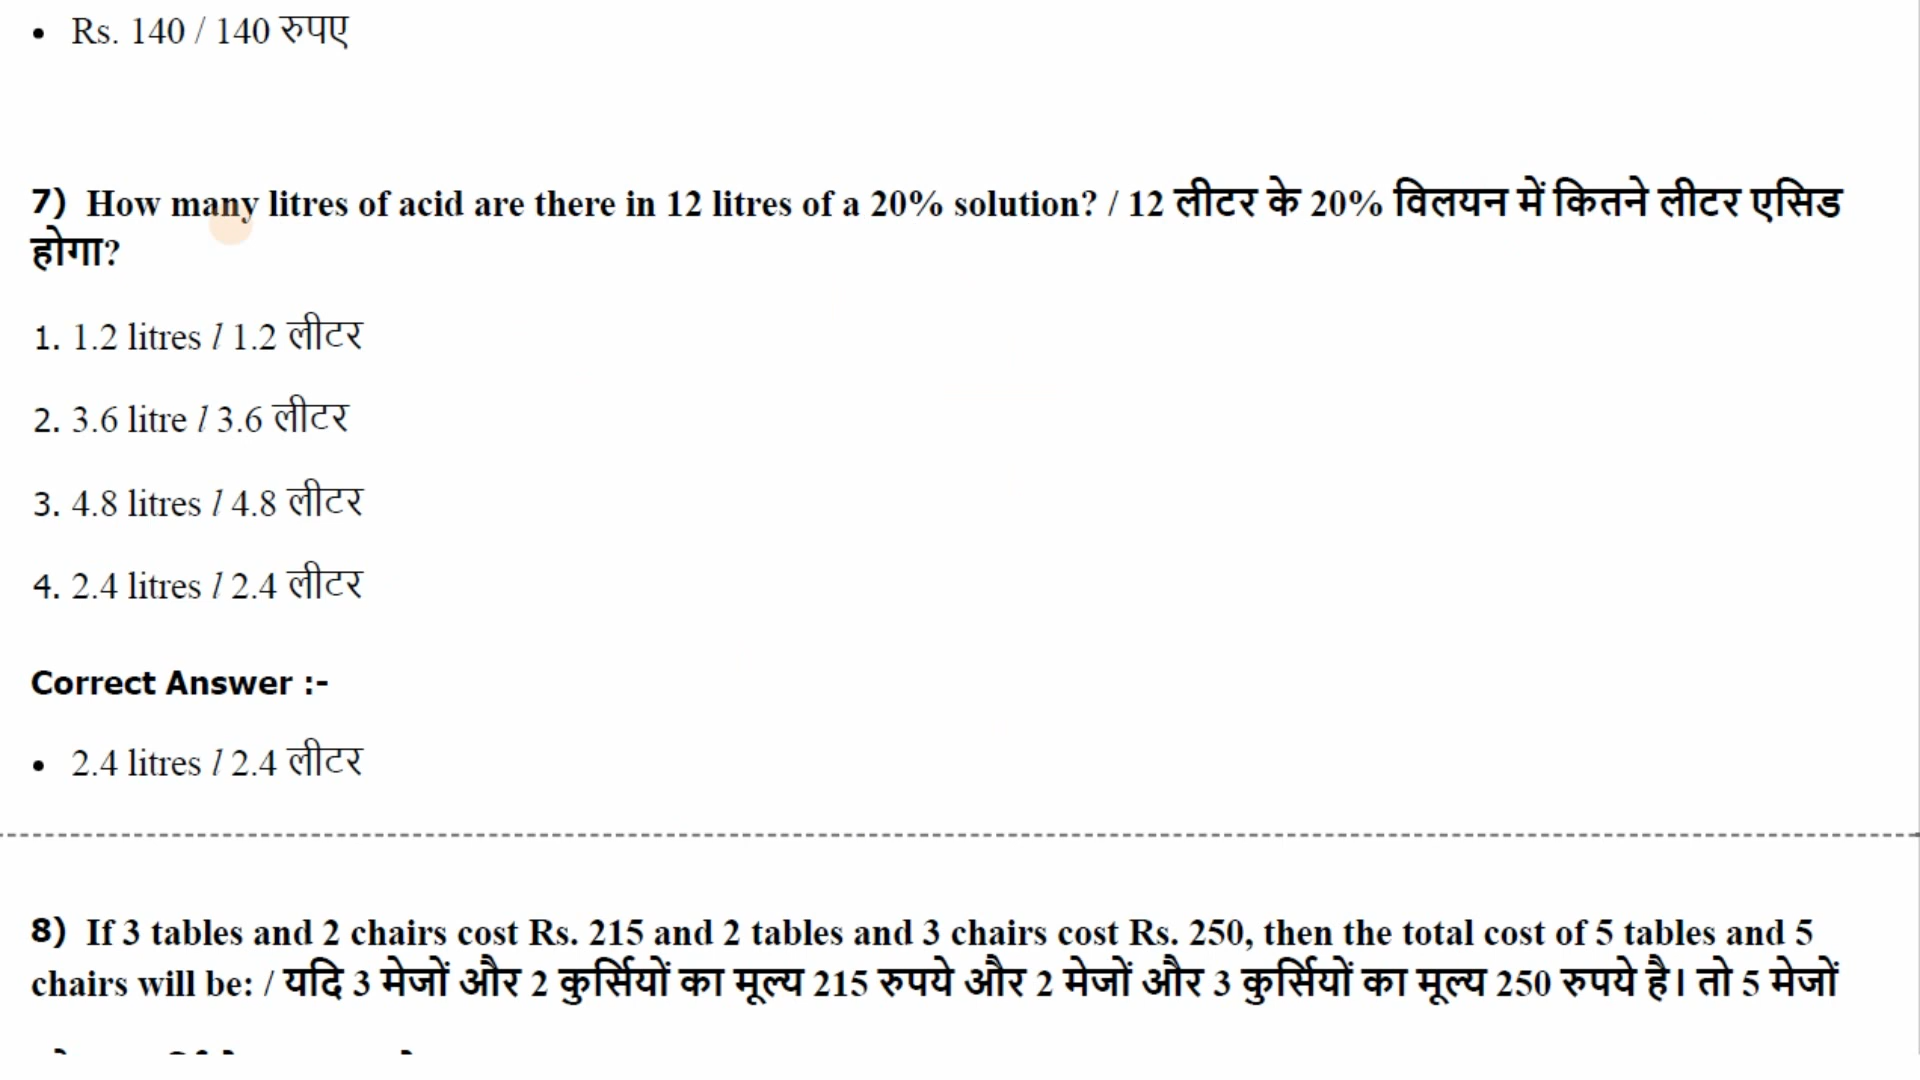 • Rs. 140 / 140 रुपए
7) How many litres of acid are there in 12 litres of a 20% solution? / 12 लीटर के 20% विलयन में कितने लीटर एसिड
होगा?
1. 1.2 litres / 1.2 लीटर
2. 3.6 litre / 3.6 लीटर
3. 4.8 litres / 4.8 लीटर
4. 2.4 litres / 2.4 लीटर
Correct Answer :-
• 2.4 litres / 2.4 लीटर
8) If 3 tables and 2 chairs cost Rs. 215 and 2 tables and 3 chairs cost Rs. 250, then the total cost of 5 tables and 5
chairs will be: / यदि 3 मेजों और 2 कुर्सियों का मूल्य 215 रुपये और 2 मेजों और 3 कुर्सियों का मूल्य 250 रुपये है। तो 5 मेजों